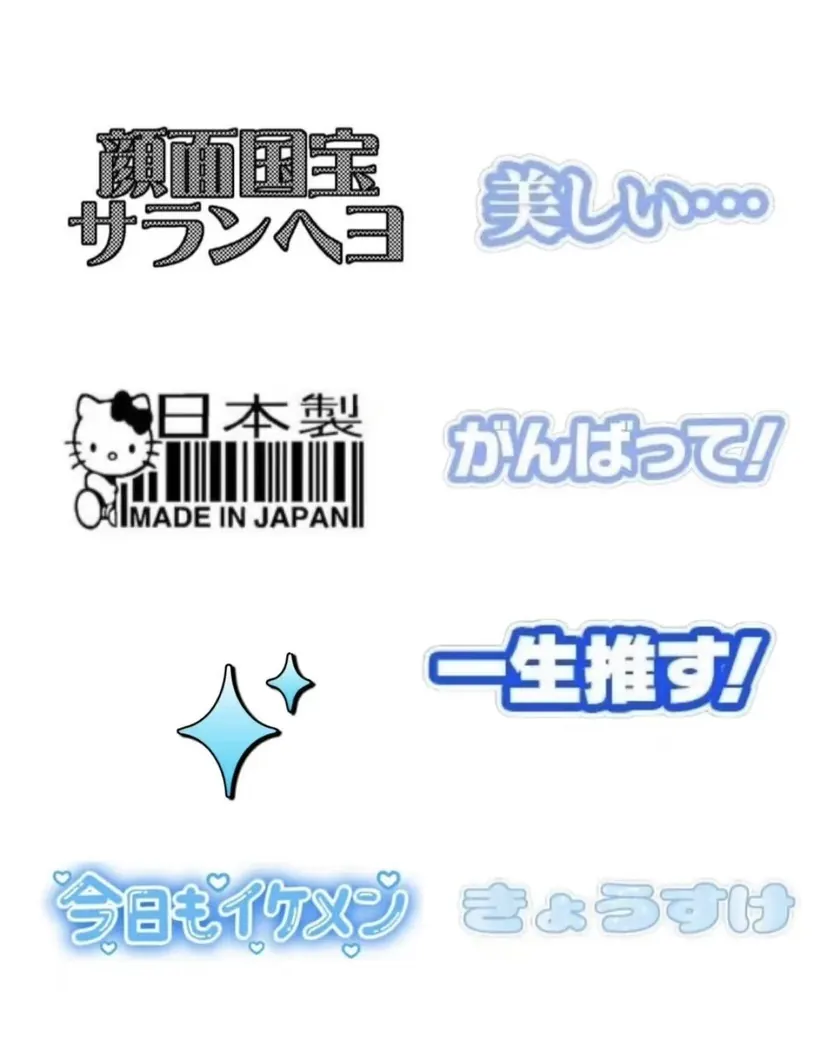 顔面国宝
サランヘヨ
美しい…
日本製
MADE IN JAPAN
がんばって!
一生推す!
今日もイケメン
きょうすけ